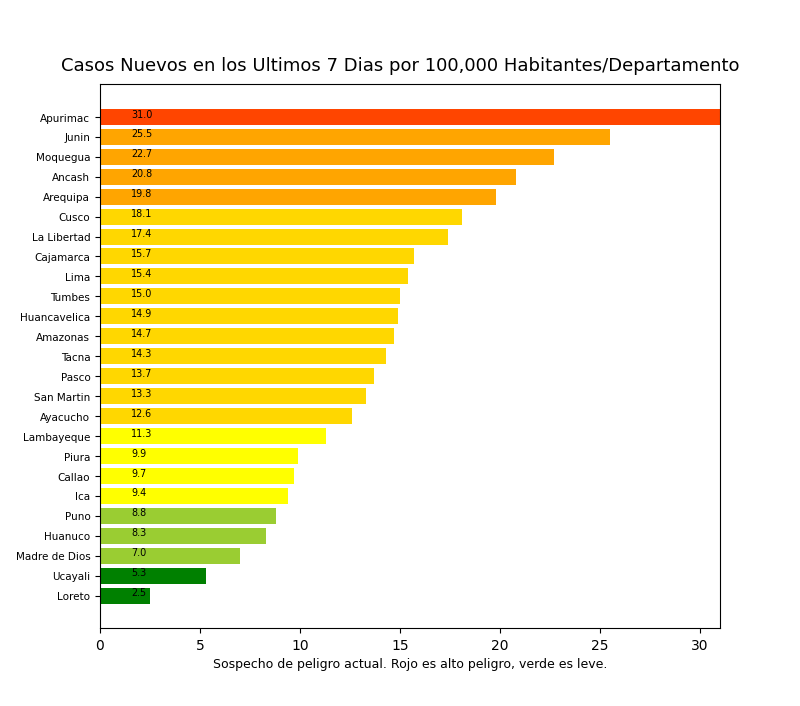 Casos Nuevos en los Ultimos 7 Dias por 100,000 Habitantes/Departamento
Apurimac 31.0
Junin 25.5
Moquegua 22.7
Ancash 20.8
Arequipa 19.8
Cusco 18.1
La Libertad 17.4
Cajamarca 15.7
Lima 15.4
Tumbes 15.0
Huancavelica 14.9
Amazonas 14.7
Tacna 14.3
Pasco 13.7
San Martin 13.3
Ayacucho 12.6
Lambayeque 11.3
Piura 9.9
Callao 9.7
Ica 9.4
Puno 8.8
Huanuco 8.3
Madre de Dios 7.0
Ucayali 5.3
Loreto 2.5
0 5 10 15 20 25 30
Sospecho de peligro actual. Rojo es alto peligro, verde es leve.